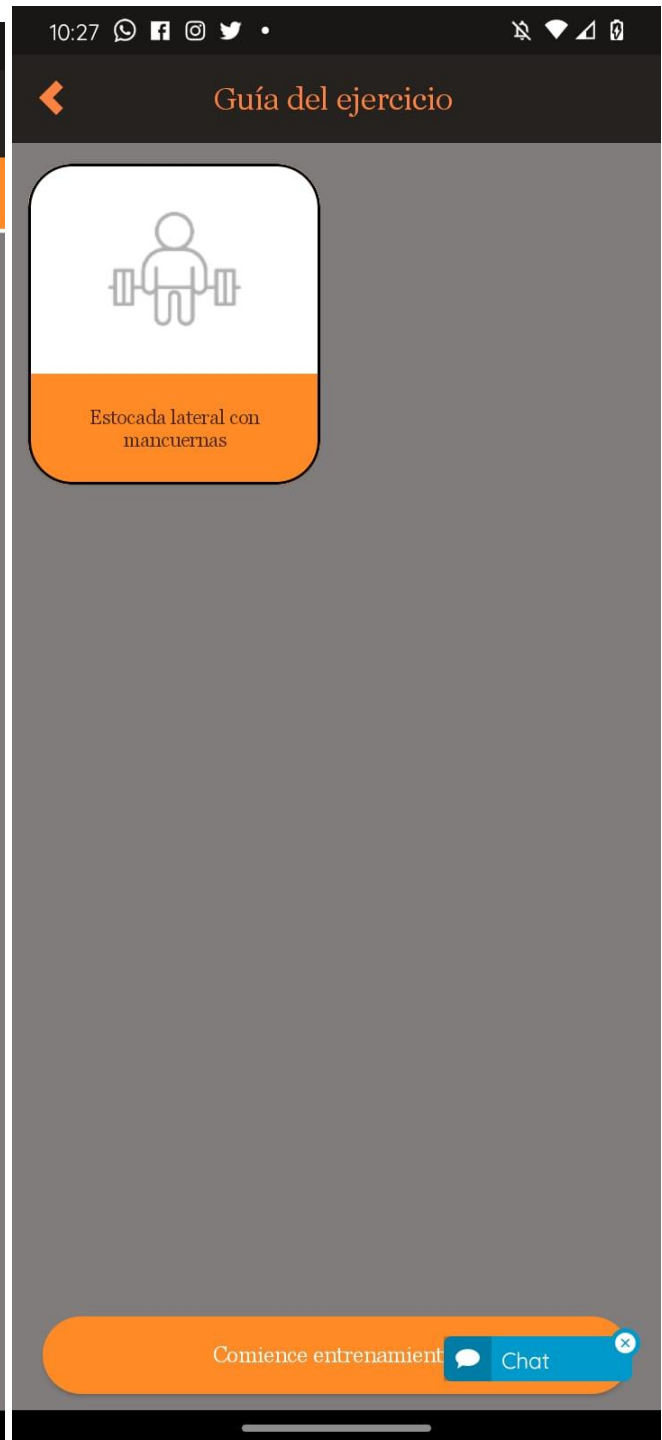 10:27
Guía del ejercicio
Estocada lateral con
mancuernas
Comience entrenamient
Chat